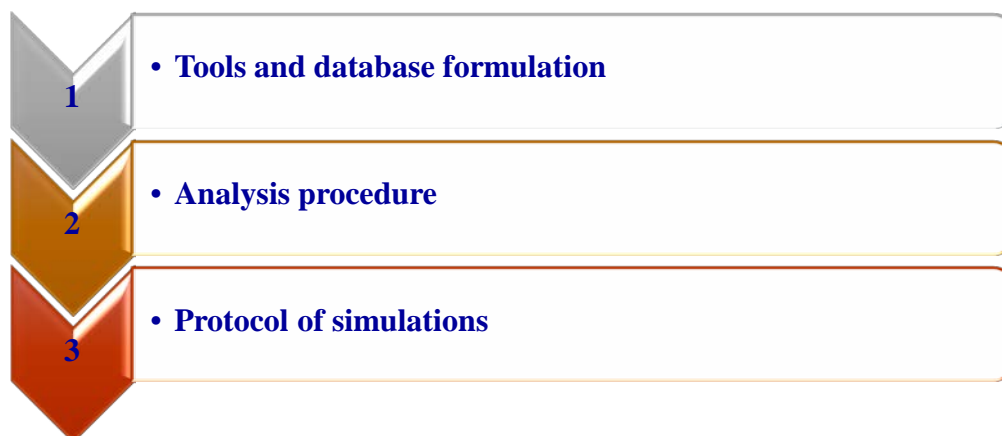 1
• Tools and database formulation
2
• Analysis procedure
3
• Protocol of simulations